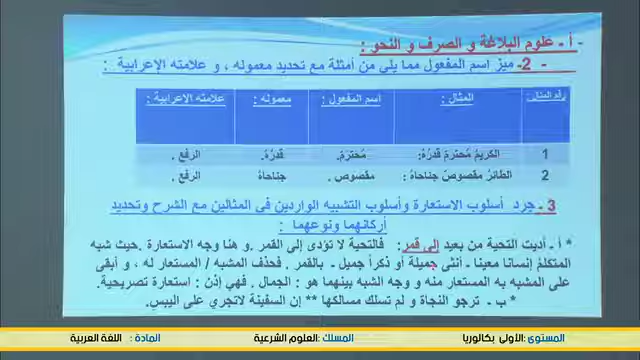 - أ - علوم البلاغة و الصرف و النحو :
- 2- ميز اسم المفعول مما يلي من أمثلة مع تحديد معموله ، و علامته الإعرابية :
رقم المثال : المثال : اسم المفعول : معموله : علامته الاعرابية :
1 الكريمُ مُحترمٌ قدرُهُ: مُحترمٌ. قدرُهُ. الرفع .
2 الطائرُ مقصوصٌ جناحاهُ: مقصوص. جناحاهُ الرفع .
3 - جرد أسلوب الاستعارة وأسلوب التشبيه الواردين في المثالين مع الشرح وتحديد
أركانهما ونوعهما :
* أ - أديت التحية من بعيد إلى قمر: فالتحية لا تؤدى إلى القمر .و هنا وجه الاستعارة .حيث شبه
المتكلمُ إنسانا معينا - أنثى جميلة أو ذكراً جميل - بالقمر . فحذف المشبه / المستعار له ، و أبقى
على المشبه به المستعار منه و وجه الشبه بينهما هو : الجمال . فهي إذن : استعارة تصريحية.
* ب - ترجو النجاة و لم تسلك مسالكها ** إن السفينة لاتجري على اليبس.
المستوى :الأولى بكالوريا المسلك :العلوم الشرعية المادة : اللغة العربية